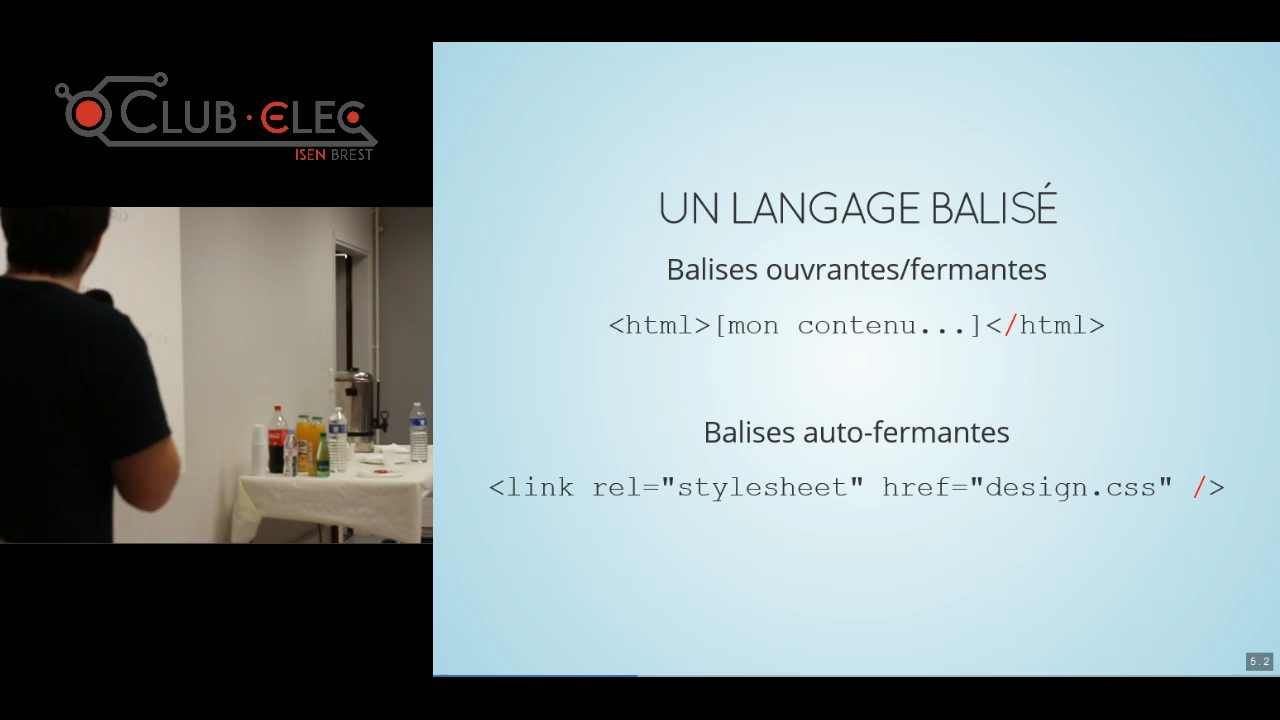 CLUB·ELEC
ISEN BREST
UN LANGAGE BALISÉ
Balises ouvrantes/fermantes
<html>[mon contenu...]</html>
Balises auto-fermantes
<link rel="stylesheet" href="design.css" />
5.2